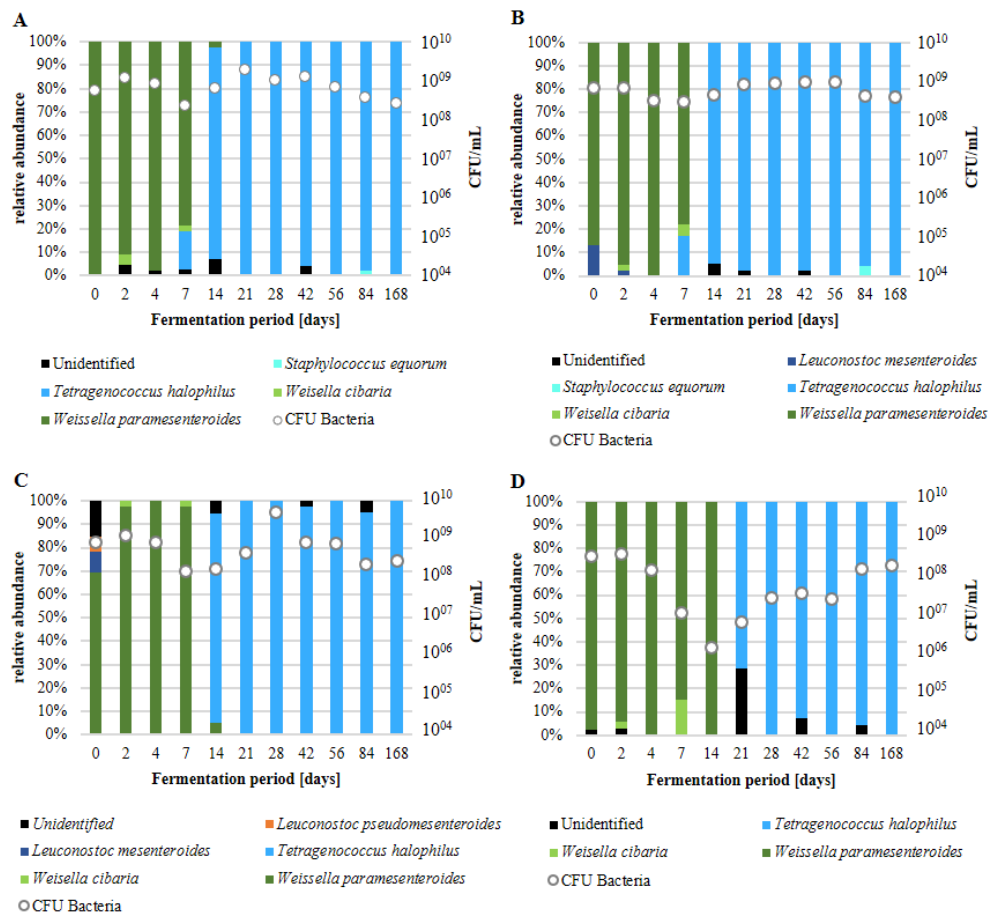 A
100%
90%
80%
70%
60%
50%
40%
30%
20%
10%
0%
relative abundance
10^10
10^09
10^08
10^07
10^06
10^05
10^04
CFU/mL
0 2 4 7 14 21 28 42 56 84 168
Fermentation period [days]
Unidentified Staphylococcus equorum
Tetragenococcus halophilus Weisella cibaria
Weissella paramesenteroides CFU Bacteria
B
100%
90%
80%
70%
60%
50%
40%
30%
20%
10%
0%
relative abundance
10^10
10^09
10^08
10^07
10^06
10^05
10^04
CFU/mL
0 2 4 7 14 21 28 42 56 84 168
Fermentation period [days]
Unidentified Leuconostoc mesenteroides
Staphylococcus equorum Tetragenococcus halophilus
Weisella cibaria Weissella paramesenteroides
CFU Bacteria
C
100%
90%
80%
70%
60%
50%
40%
30%
20%
10%
0%
relative abundance
10^10
10^09
10^08
10^07
10^06
10^05
10^04
CFU/mL
0 2 4 7 14 21 28 42 56 84 168
Fermentation period [days]
Unidentified Leuconostoc pseudomesenteroides
Leuconostoc mesenteroides Tetragenococcus halophilus
Weisella cibaria Weissella paramesenteroides
CFU Bacteria
D
100%
90%
80%
70%
60%
50%
40%
30%
20%
10%
0%
relative abundance
10^10
10^09
10^08
10^07
10^06
10^05
10^04
CFU/mL
0 2 4 7 14 21 28 42 56 84 168
Fermentation period [days]
Unidentified Tetragenococcus halophilus
Weisella cibaria Weissella paramesenteroides
CFU Bacteria